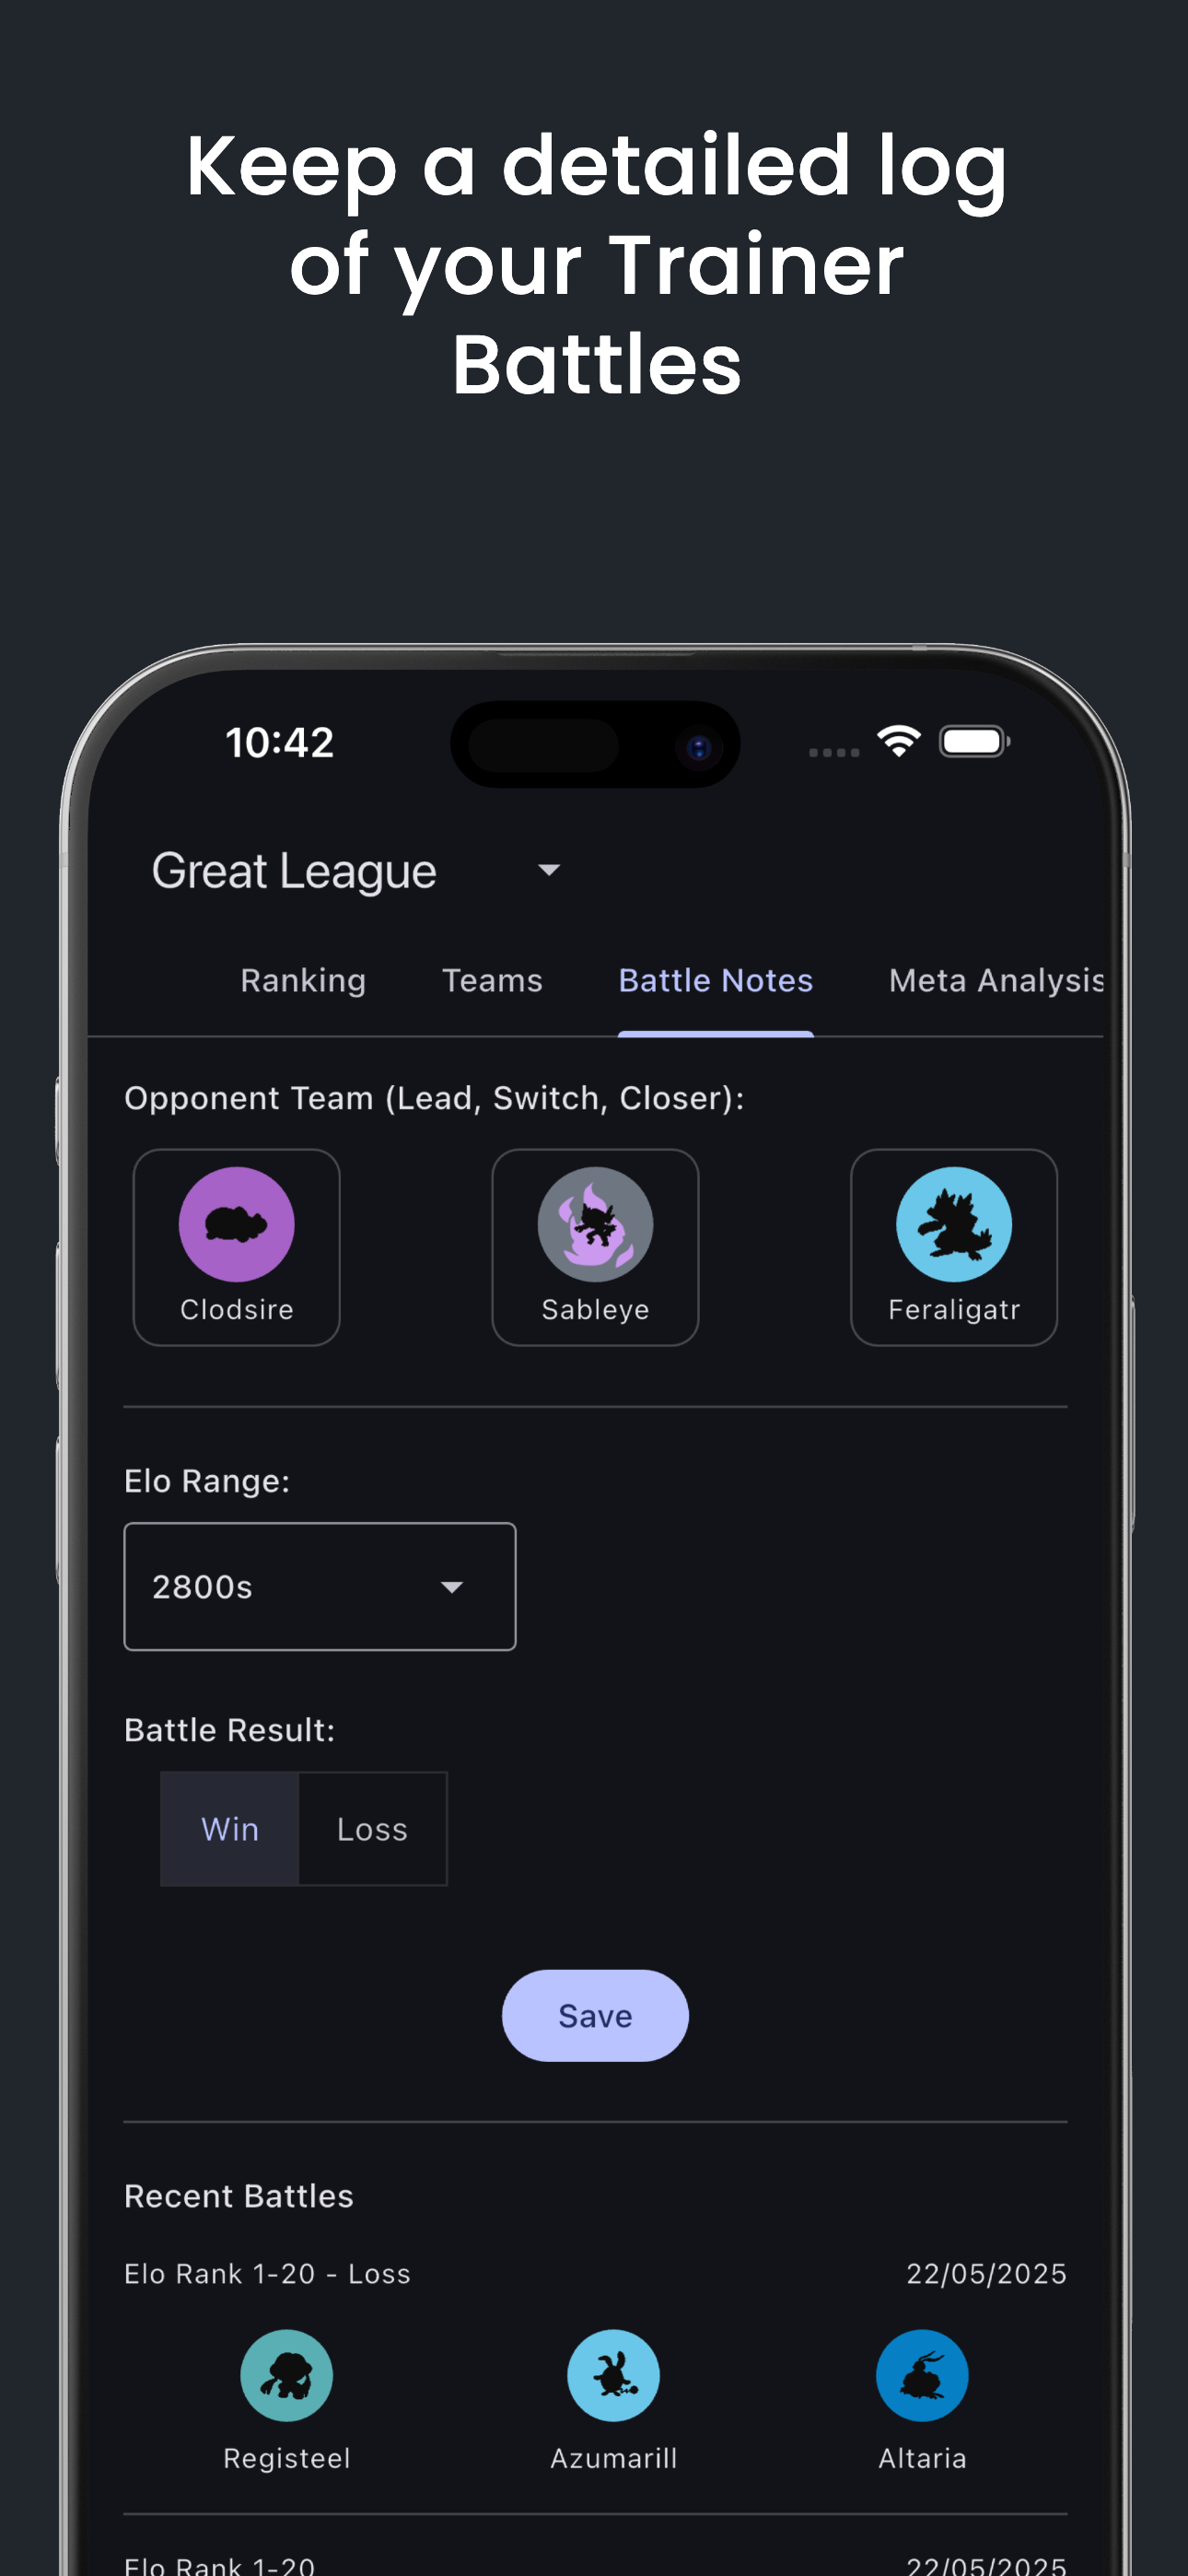 Keep a detailed log
of your Trainer
Battles
10:42
Great League
Ranking Teams Battle Notes Meta Analysis
Opponent Team (Lead, Switch, Closer):
Clodsire Sableye Feraligatr
Elo Range:
2800s
Battle Result:
Win Loss
Save
Recent Battles
Elo Rank 1-20 - Loss 22/05/2025
Registeel Azumarill Altaria
Elo Rank 1-20 22/05/2025